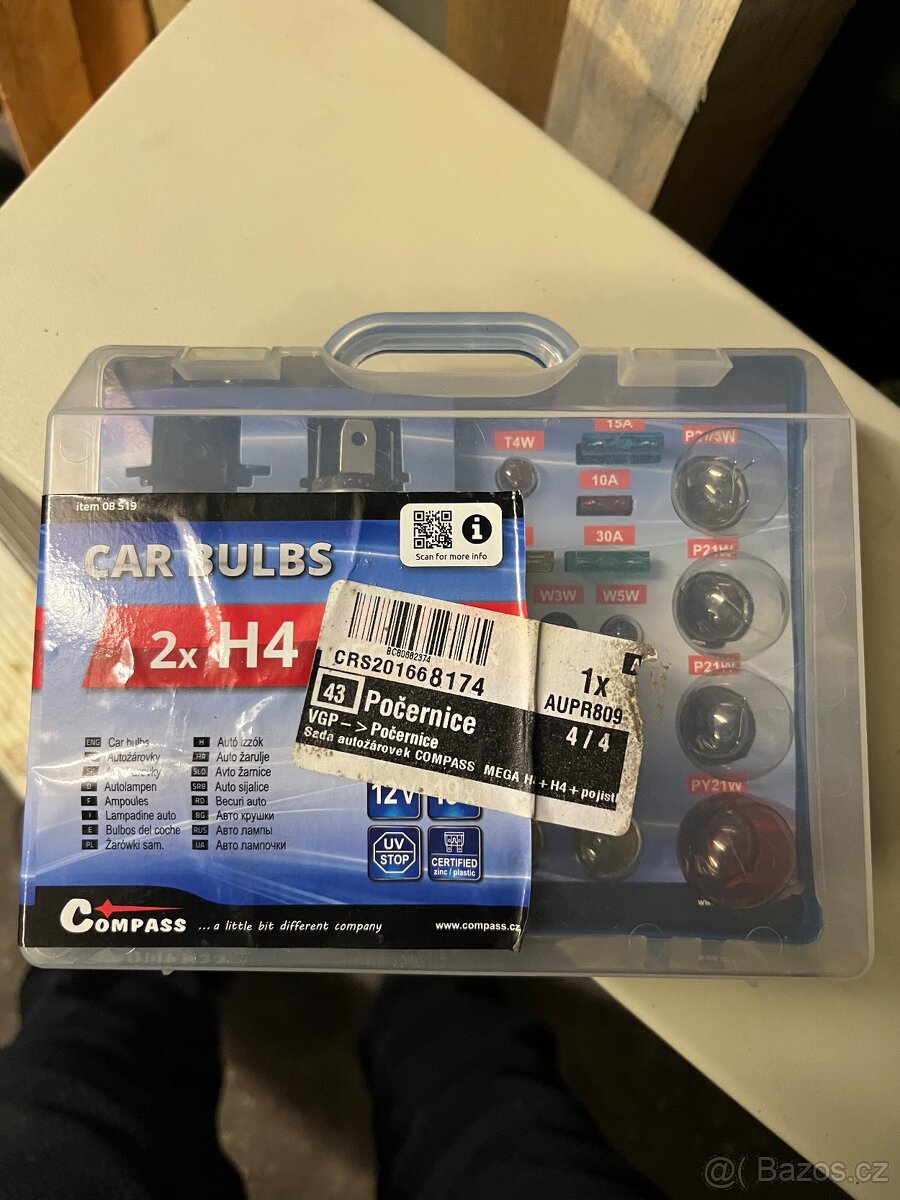 15A
T4W
P21/3W
10A
30A
P21W
W3W
W5W
P21W
PY21W
item 08 519
Scan for more info
CAR BULBS
2x H4
BC80682374
CRS201668174
43 Počernice
VGP -> Počernice
Sada autožárovek COMPASS MEGA H4 + H4 + pojist
1x
AUPR809
4 / 4
ENG Car bulbs
Autožárovky
D Autolampen
F Ampoules
I Lampadine auto
E Bulbos del coche
PL Żarówki sam.
H Autó izzók
HR Auto žarulje
SLO Avto žarnice
SRB Auto sijalice
RO Becuri auto
BG Авто крушки
RUS Авто лампы
UA Авто лампочки
12V
UV
STOP
CERTIFIED
zinc / plastic
COMPASS
...a little bit different company
www.compass.cz
@( Bazos.cz